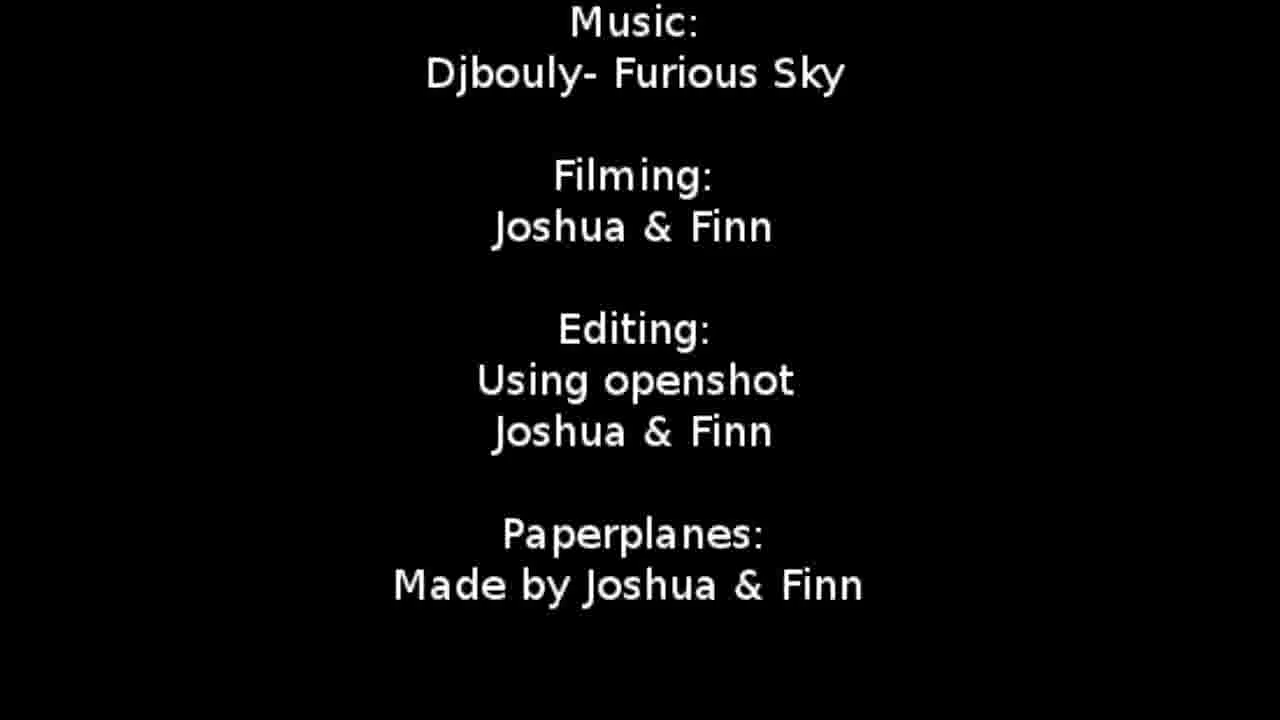 Music:
Djbouly- Furious Sky
Filming:
Joshua & Finn
Editing:
Using openshot
Joshua & Finn
Paperplanes:
Made by Joshua & Finn